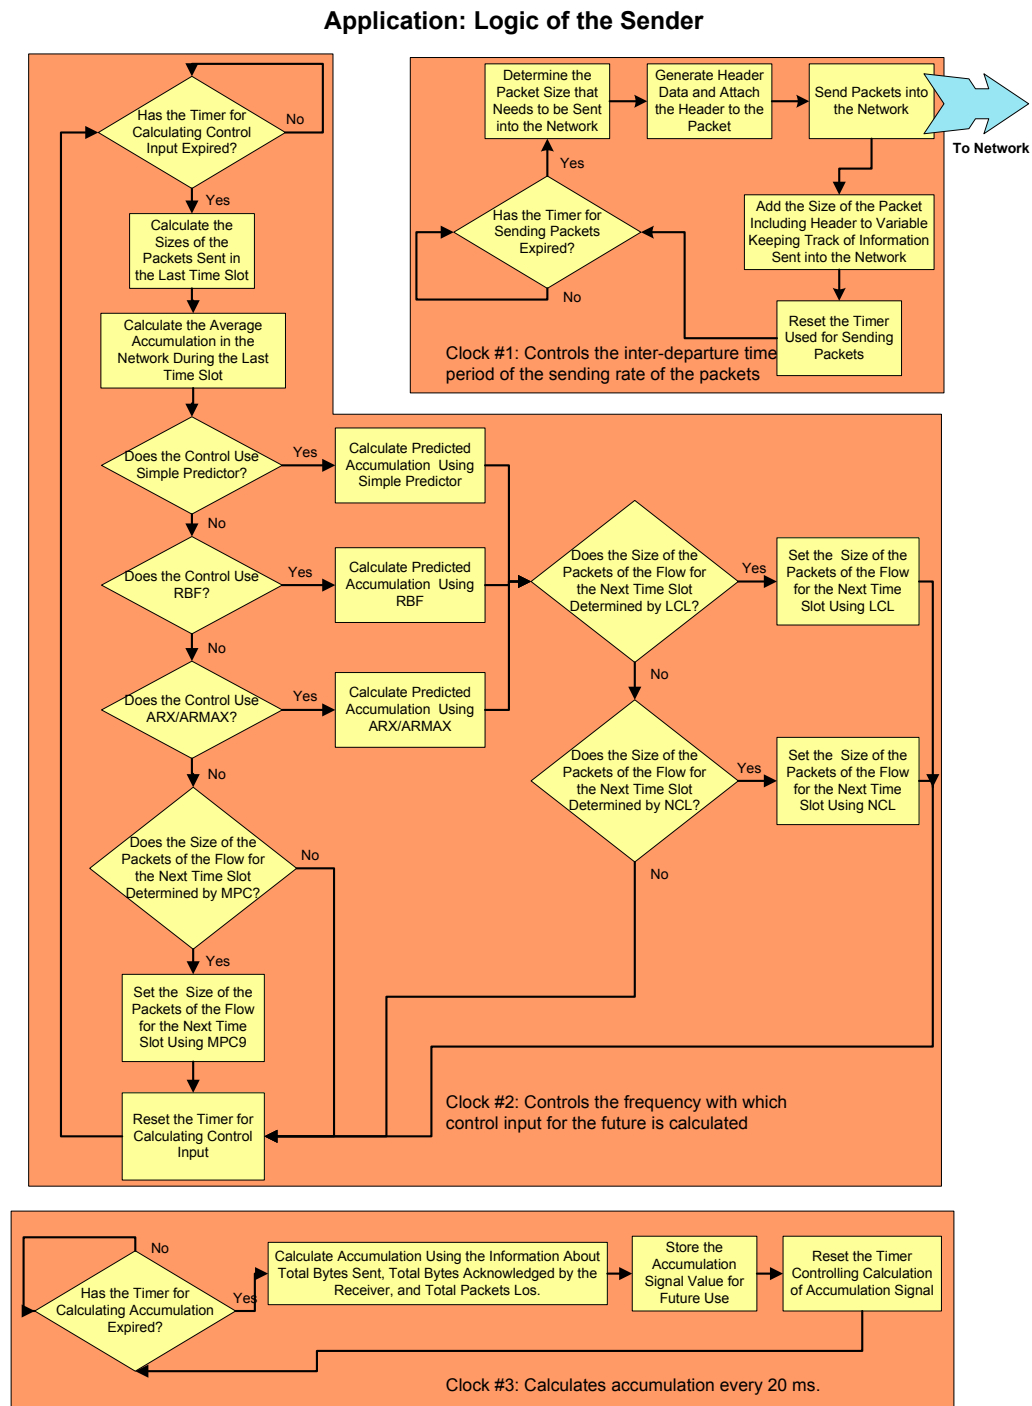 Application: Logic of the Sender
Has the Timer for
Calculating Control
Input Expired?
No
Yes
Calculate the
Sizes of the
Packets Sent in
the Last Time Slot
Calculate the Average
Accumulation in the
Network During the Last
Time Slot
Does the Control Use
Simple Predictor?
Yes
Calculate Predicted
Accumulation Using
Simple Predictor
No
Does the Control Use
RBF?
Yes
Calculate Predicted
Accumulation Using
RBF
No
Does the Control Use
ARX/ARMAX?
Yes
Calculate Predicted
Accumulation Using
ARX/ARMAX
No
Does the Size of the
Packets of the Flow for
the Next Time Slot
Determined by MPC?
No
Yes
Set the Size of the
Packets of the Flow
for the Next Time
Slot Using MPC9
Reset the Timer for
Calculating Control
Input
Does the Size of the
Packets of the Flow for
the Next Time Slot
Determined by LCL?
Yes
Set the Size of the
Packets of the Flow
for the Next Time
Slot Using LCL
No
Does the Size of the
Packets of the Flow for
the Next Time Slot
Determined by NCL?
Yes
Set the Size of the
Packets of the Flow
for the Next Time
Slot Using NCL
No
Clock #2: Controls the frequency with which
control input for the future is calculated
Determine the
Packet Size that
Needs to be Sent
into the Network
Generate Header
Data and Attach
the Header to the
Packet
Send Packets into
the Network
To Network
Yes
Has the Timer for
Sending Packets
Expired?
No
Add the Size of the Packet
Including Header to Variable
Keeping Track of Information
Sent into the Network
Reset the Timer
Used for Sending
Packets
Clock #1: Controls the inter-departure time
period of the sending rate of the packets
No
Has the Timer for
Calculating Accumulation
Expired?
Yes
Calculate Accumulation Using the Information About
Total Bytes Sent, Total Bytes Acknowledged by the
Receiver, and Total Packets Los.
Store the
Accumulation
Signal Value for
Future Use
Reset the Timer
Controlling Calculation
of Accumulation Signal
Clock #3: Calculates accumulation every 20 ms.